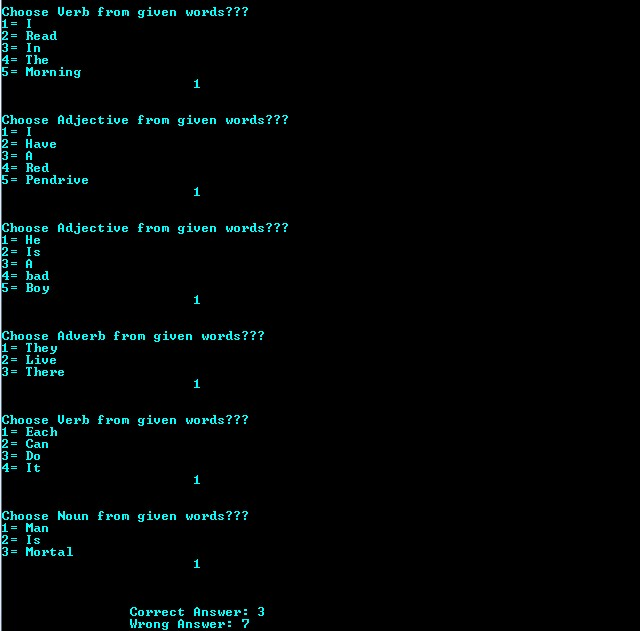 Choose Verb from given words???
1= I
2= Read
3= In
4= The
5= Morning
1
Choose Adjective from given words???
1= I
2= Have
3= A
4= Red
5= Pendrive
1
Choose Adjective from given words???
1= He
2= Is
3= A
4= bad
5= Boy
1
Choose Adverb from given words???
1= They
2= Live
3= There
1
Choose Verb from given words???
1= Each
2= Can
3= Do
4= It
1
Choose Noun from given words???
1= Man
2= Is
3= Mortal
1
Correct Answer: 3
Wrong Answer: 7